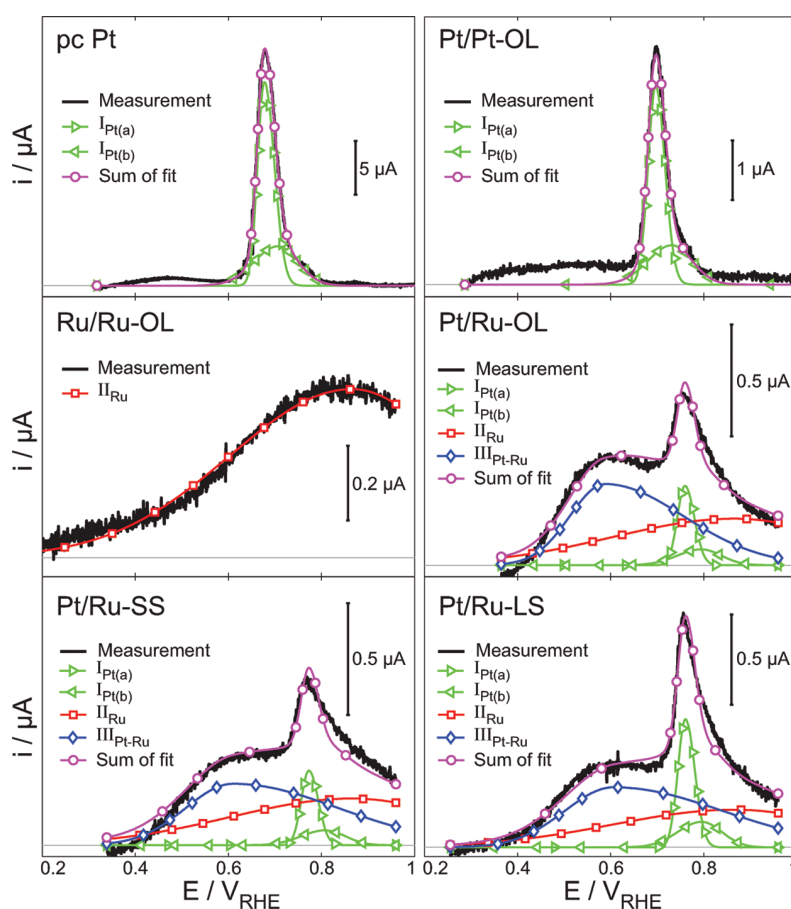 pc Pt
Measurement
I_Pt(a)
I_Pt(b)
Sum of fit
5 µA
i / µA
Pt/Pt-OL
Measurement
I_Pt(a)
I_Pt(b)
Sum of fit
1 µA
Ru/Ru-OL
Measurement
II_Ru
0.2 µA
i / µA
Pt/Ru-OL
Measurement
I_Pt(a)
I_Pt(b)
II_Ru
III_Pt-Ru
Sum of fit
0.5 µA
Pt/Ru-SS
Measurement
I_Pt(a)
I_Pt(b)
II_Ru
III_Pt-Ru
Sum of fit
0.5 µA
i / µA
0.2 0.4 0.6 0.8 1
E / V_RHE
Pt/Ru-LS
Measurement
I_Pt(a)
I_Pt(b)
II_Ru
III_Pt-Ru
Sum of fit
0.5 µA
0.2 0.4 0.6 0.8 1
E / V_RHE